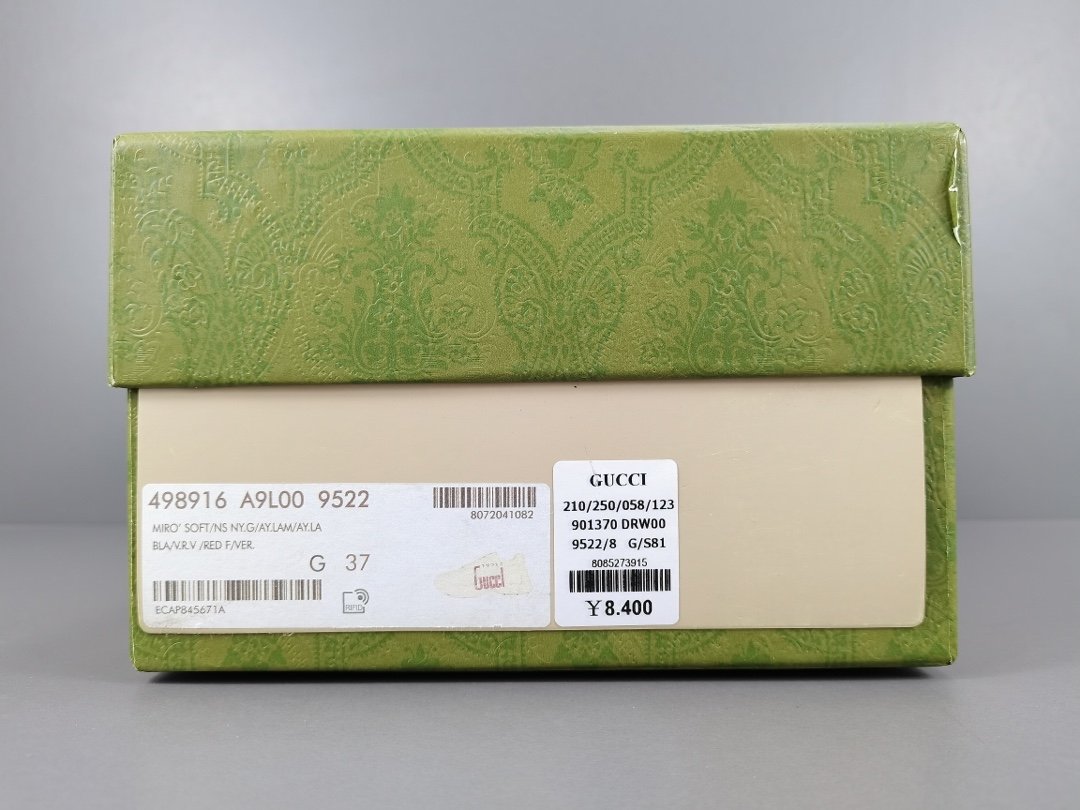 498916 A9L00 9522
8072041082
MIRO' SOFT/NS NY.G/AY.LAM/AY.LA
BLA/V.R.V /RED F/VER.
G 37
ECAP845671A
RFID
GUCCI
GUCCI
210/250/058/123
901370 DRW00
9522/8 G/S81
8085273915
¥8.400